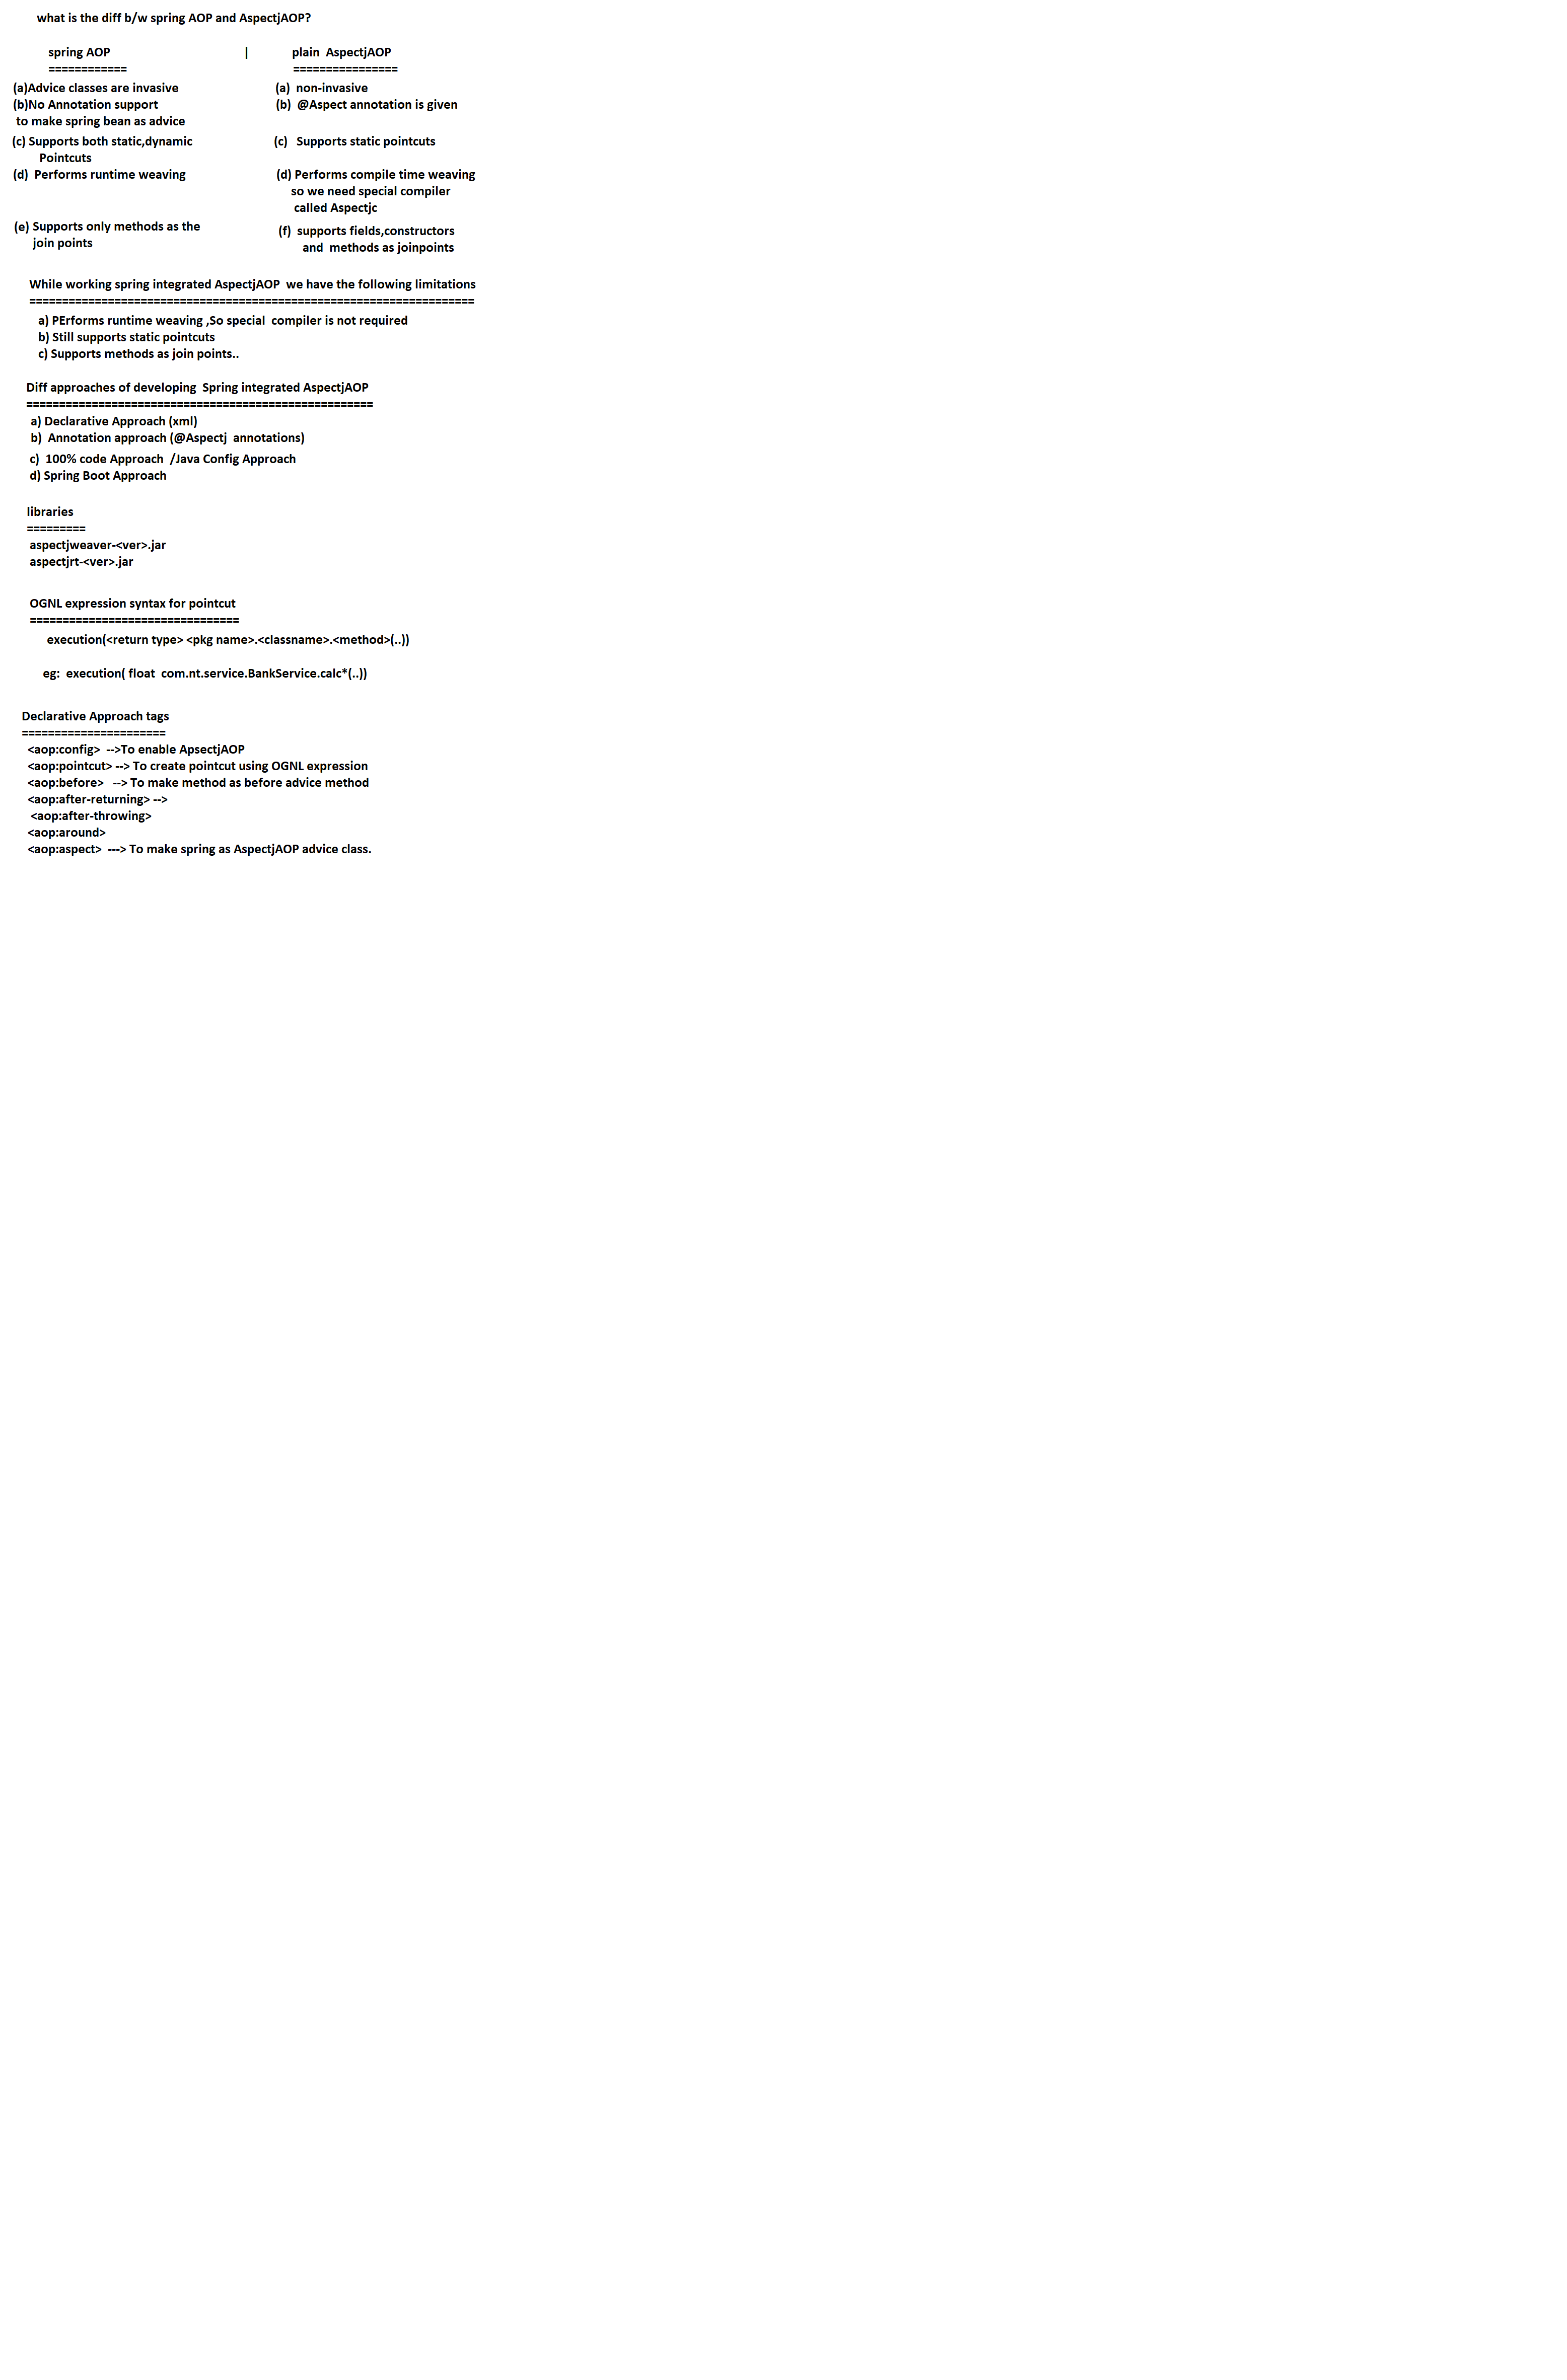 what is the diff b/w spring AOP and AspectjAOP?
spring AOP | plain AspectjAOP
============ ================
(a)Advice classes are invasive (a) non-invasive
(b)No Annotation support (b) @Aspect annotation is given
to make spring bean as advice
(c) Supports both static,dynamic (c) Supports static pointcuts
Pointcuts
(d) Performs runtime weaving (d) Performs compile time weaving
so we need special compiler
called Aspectjc
(e) Supports only methods as the (f) supports fields,constructors
join points and methods as joinpoints
While working spring integrated AspectjAOP we have the following limitations
====================================================================
a) PErforms runtime weaving ,So special compiler is not required
b) Still supports static pointcuts
c) Supports methods as join points..
Diff approaches of developing Spring integrated AspectjAOP
=====================================================
a) Declarative Approach (xml)
b) Annotation approach (@Aspectj annotations)
c) 100% code Approach /Java Config Approach
d) Spring Boot Approach
libraries
=========
aspectjweaver-<ver>.jar
aspectjrt-<ver>.jar
OGNL expression syntax for pointcut
================================
execution(<return type> <pkg name>.<classname>.<method>(..))
eg: execution( float com.nt.service.BankService.calc*(..))
Declarative Approach tags
======================
<aop:config> -->To enable ApsectjAOP
<aop:pointcut> --> To create pointcut using OGNL expression
<aop:before> --> To make method as before advice method
<aop:after-returning> -->
<aop:after-throwing>
<aop:around>
<aop:aspect> ---> To make spring as AspectjAOP advice class.